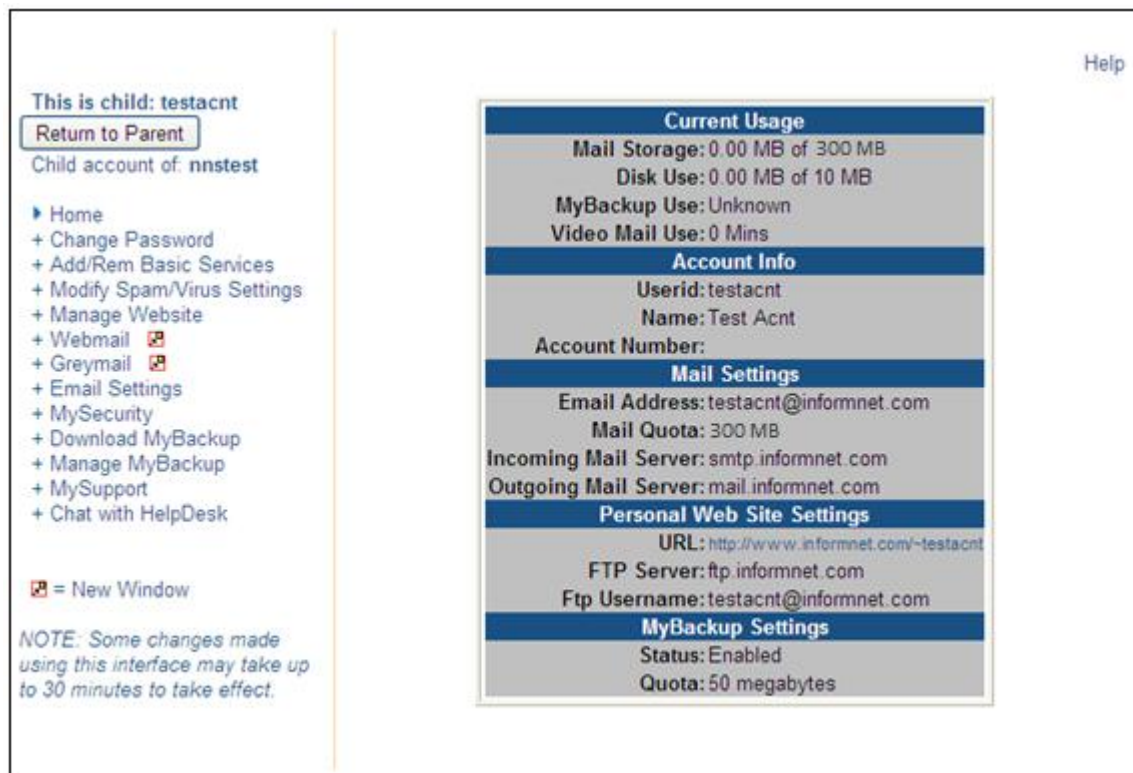 Help
This is child: testacnt
Return to Parent
Child account of: nnstest
Home
+ Change Password
+ Add/Rem Basic Services
+ Modify Spam/Virus Settings
+ Manage Website
+ Webmail
+ Greymail
+ Email Settings
+ MySecurity
+ Download MyBackup
+ Manage MyBackup
+ MySupport
+ Chat with HelpDesk
= New Window
NOTE: Some changes made
using this interface may take up
to 30 minutes to take effect.
Current Usage
Mail Storage: 0.00 MB of 300 MB
Disk Use: 0.00 MB of 10 MB
MyBackup Use: Unknown
Video Mail Use: 0 Mins
Account Info
Userid: testacnt
Name: Test Acnt
Account Number:
Mail Settings
Email Address: testacnt@informnet.com
Mail Quota: 300 MB
Incoming Mail Server: smtp.informnet.com
Outgoing Mail Server: mail.informnet.com
Personal Web Site Settings
URL: http://www.informnet.com/~testacnt
FTP Server: ftp.informnet.com
Ftp Username: testacnt@informnet.com
MyBackup Settings
Status: Enabled
Quota: 50 megabytes